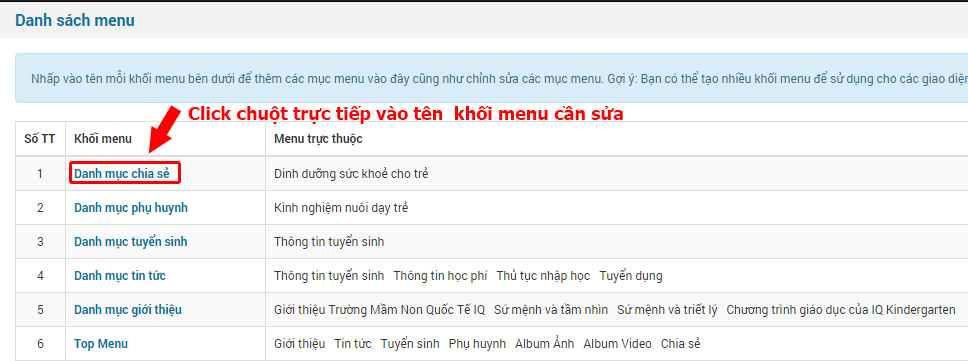 Danh sách menu
Nhấp vào tên mỗi khối menu bên dưới để thêm các mục menu vào đây cũng như chỉnh sửa các mục menu. Gợi ý: Bạn có thể tạo nhiều khối menu để sử dụng cho các giao diện
Click chuột trực tiếp vào tên khối menu cần sửa
Số TT Khối menu Menu trực thuộc
1 Danh mục chia sẻ Dinh dưỡng sức khoẻ cho trẻ
2 Danh mục phụ huynh Kinh nghiệm nuôi dạy trẻ
3 Danh mục tuyển sinh Thông tin tuyển sinh
4 Danh mục tin tức Thông tin tuyển sinh Thông tin học phí Thủ tục nhập học Tuyển dụng
5 Danh mục giới thiệu Giới thiệu Trường Mầm Non Quốc Tế IQ Sứ mệnh và tầm nhìn Sứ mệnh và triết lý Chương trình giáo dục của IQ Kindergarten
6 Top Menu Giới thiệu Tin tức Tuyển sinh Phụ huynh Album Ảnh Album Video Chia sẻ